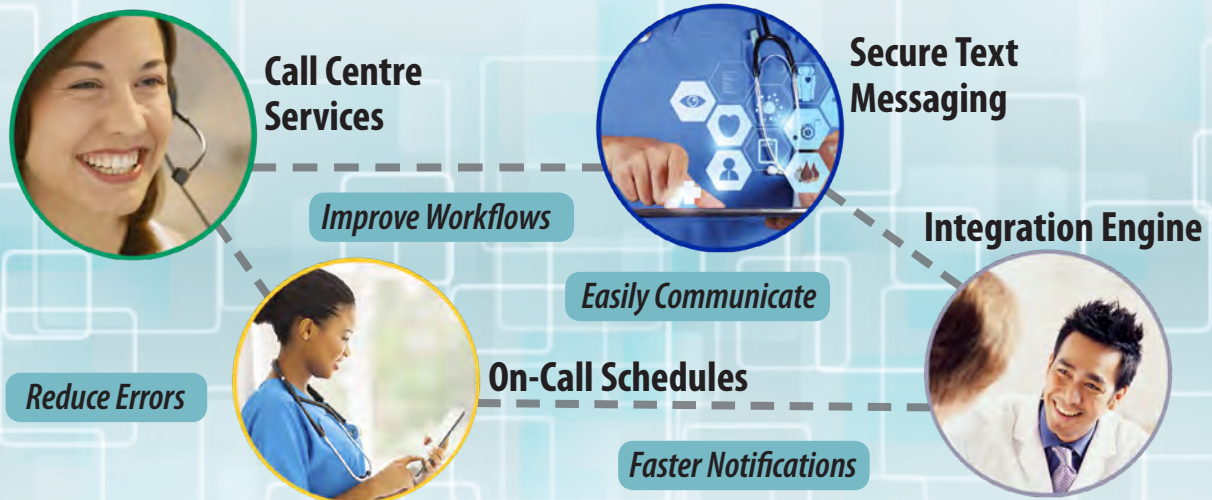 Call Centre
Services
Secure Text
Messaging
Improve Workflows
Integration Engine
Easily Communicate
On-Call Schedules
Reduce Errors
Faster Notifications